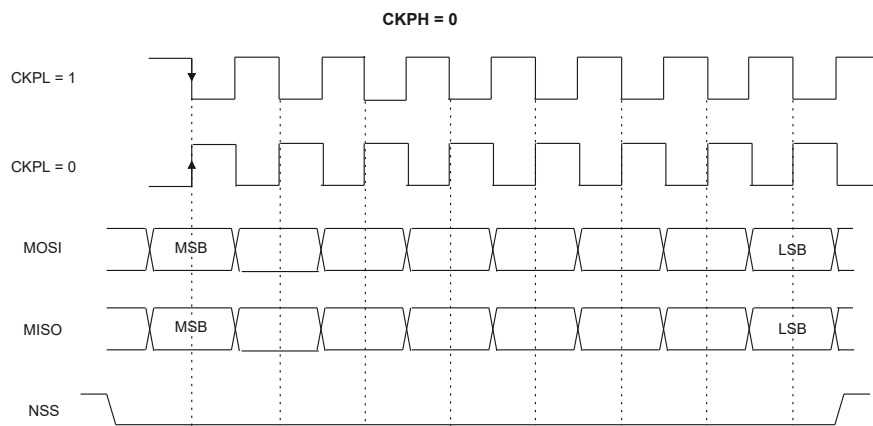 CKPH = 0
CKPL = 1
CKPL = 0
MOSI MSB LSB
MISO MSB LSB
NSS